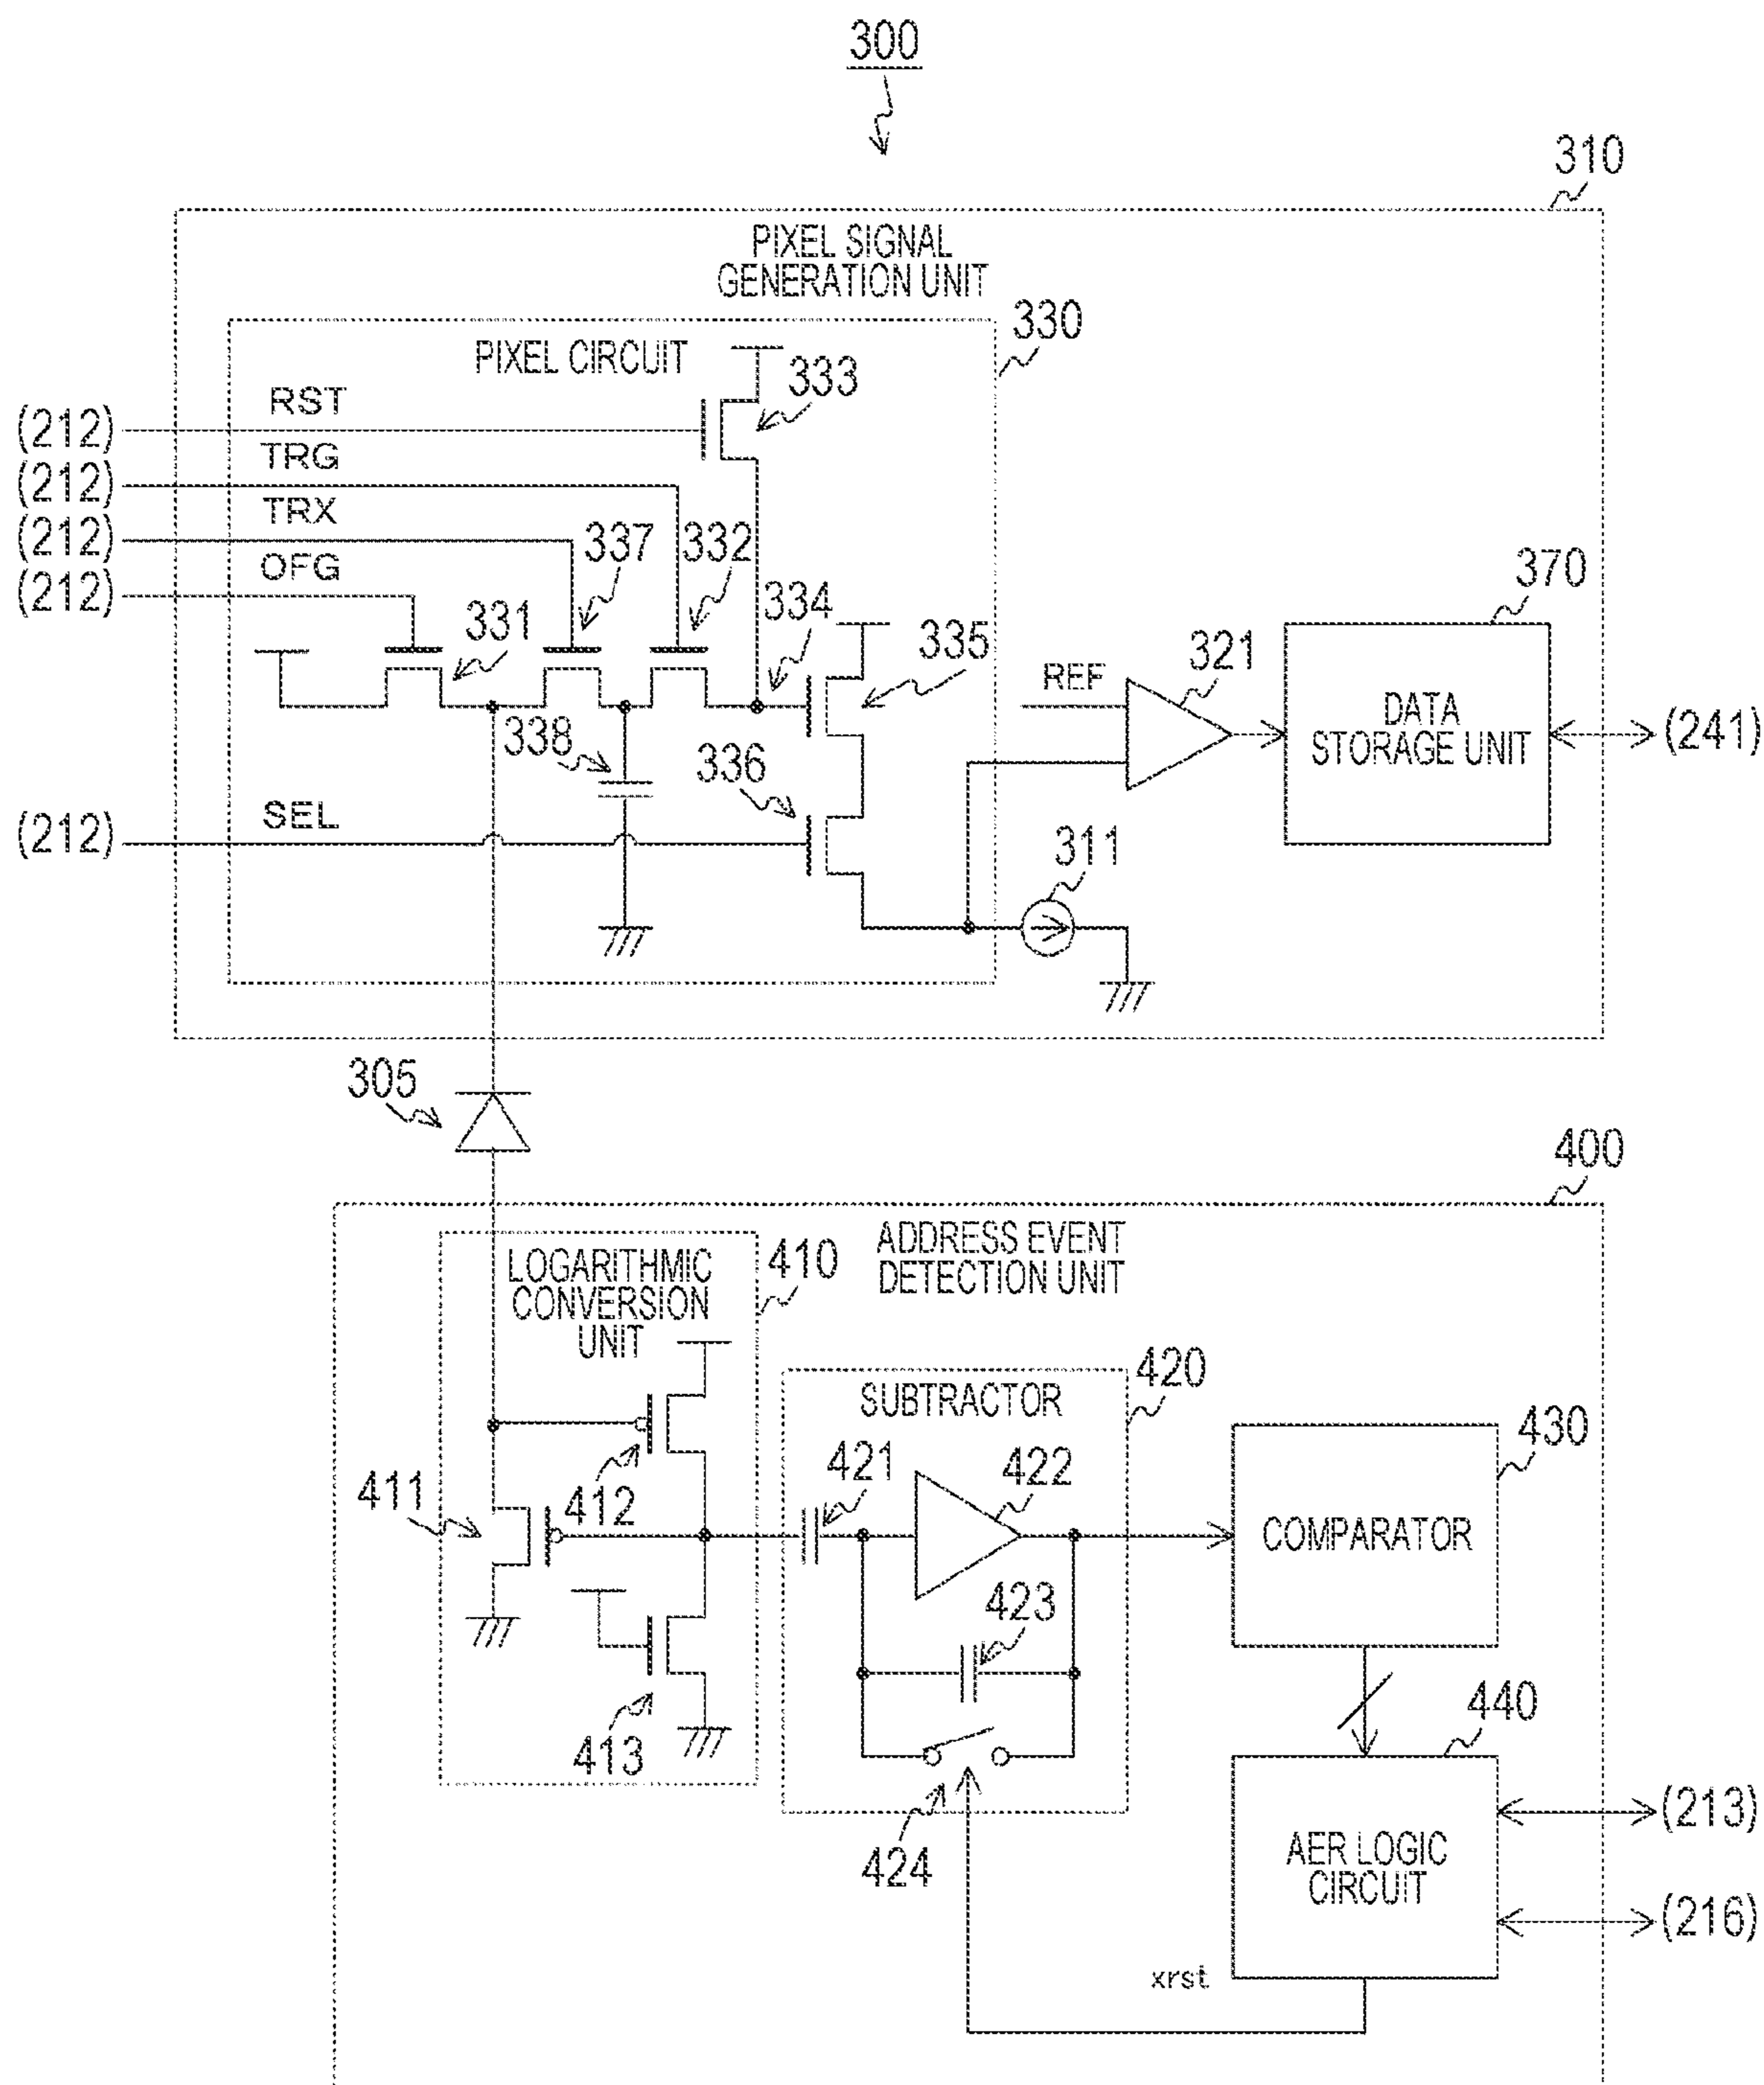 300
310
PIXEL SIGNAL
GENERATION UNIT
330
PIXEL CIRCUIT
333
RST
(212)
TRG
(212)
TRX
(212)
337
332
OFG
(212)
370
331
334
335
321
REF
DATA
STORAGE UNIT
(241)
338
336
SEL
(212)
311
305
400
ADDRESS EVENT
DETECTION UNIT
410
LOGARITHMIC
CONVERSION
UNIT
420
SUBTRACTOR
430
421
422
411
412
COMPARATOR
423
440
413
(213)
424
AER LOGIC
CIRCUIT
(216)
xrst